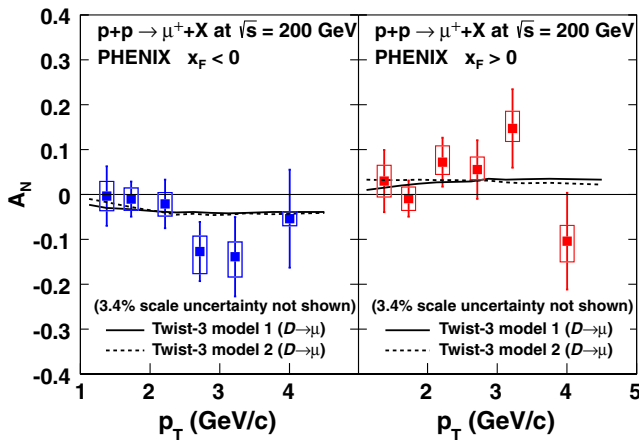 p+p → μ⁺+X at √s = 200 GeV
PHENIX x_F < 0
p+p → μ⁺+X at √s = 200 GeV
PHENIX x_F > 0
A_N
0.4
0.3
0.2
0.1
0
-0.1
-0.2
-0.3
-0.4
(3.4% scale uncertainty not shown)
Twist-3 model 1 (D→μ)
Twist-3 model 2 (D→μ)
(3.4% scale uncertainty not shown)
Twist-3 model 1 (D→μ)
Twist-3 model 2 (D→μ)
1 2 3 4
2 3 4 5
p_T (GeV/c)
p_T (GeV/c)